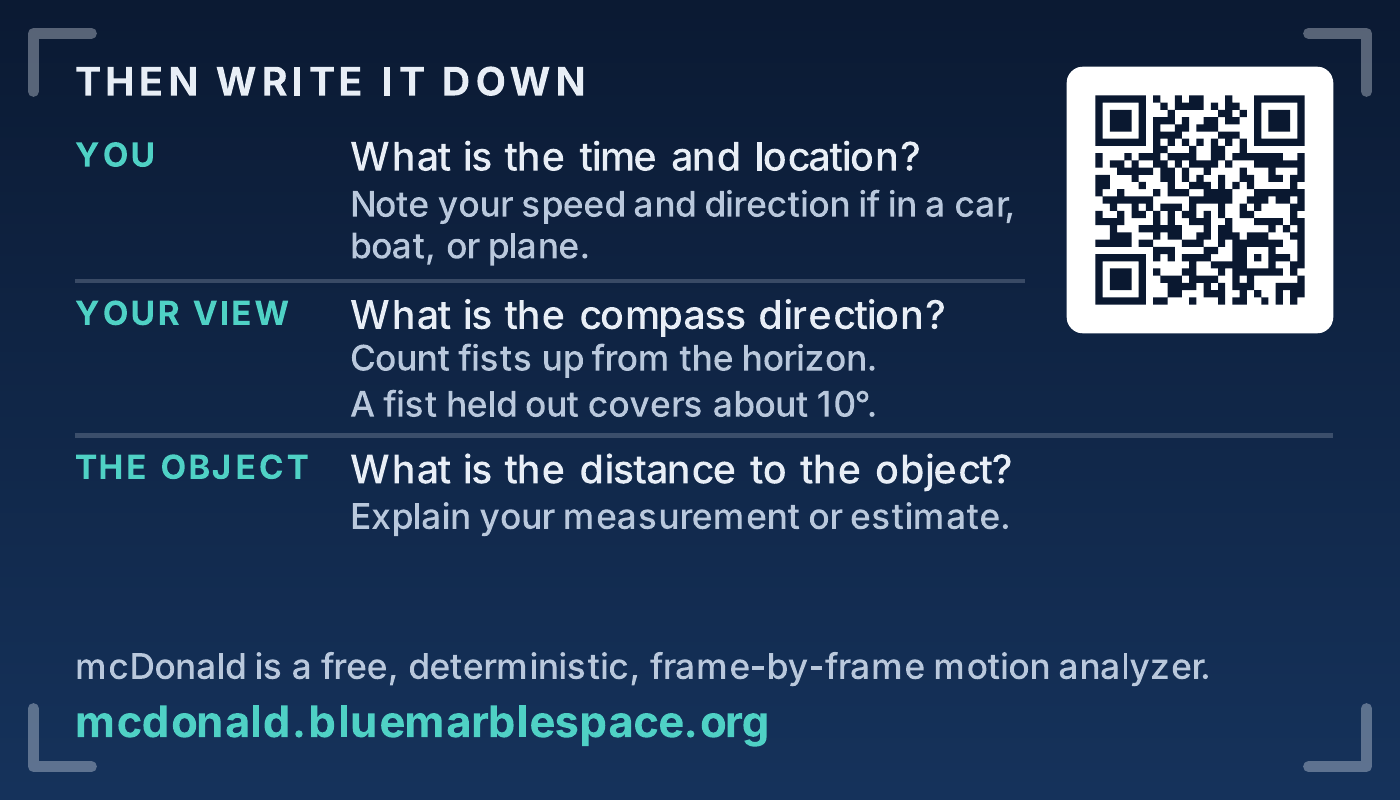 THEN WRITE IT DOWN
YOU
What is the time and location?
Note your speed and direction if in a car,
boat, or plane.
YOUR VIEW
What is the compass direction?
Count fists up from the horizon.
A fist held out covers about 10°.
THE OBJECT
What is the distance to the object?
Explain your measurement or estimate.
mcDonald is a free, deterministic, frame-by-frame motion analyzer.
mcdonald.bluemarblespace.org